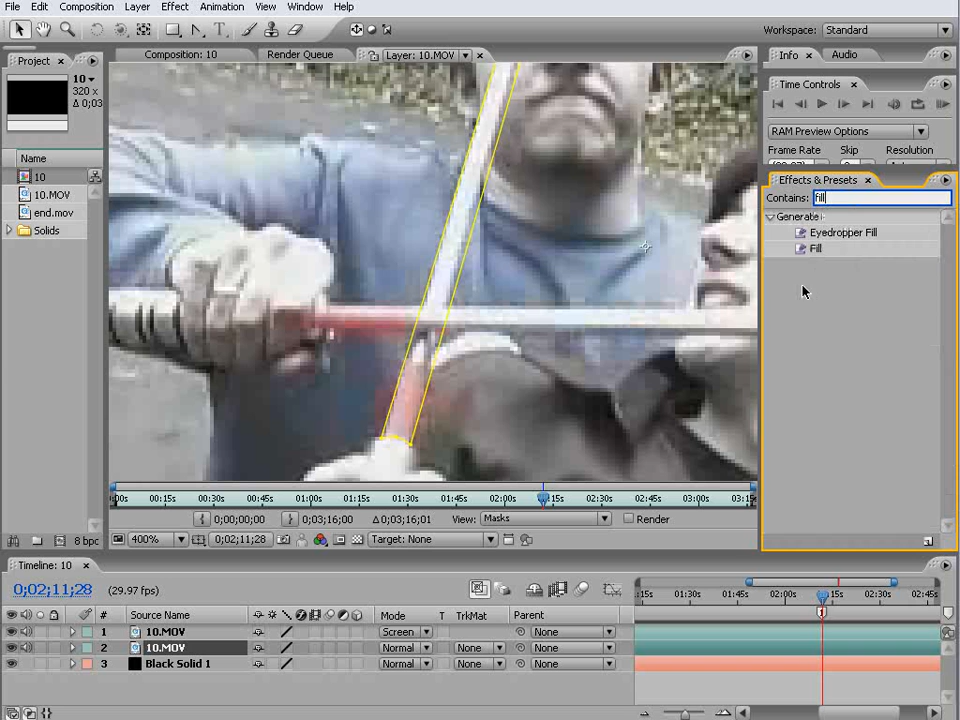 File Edit Composition Layer Effect Animation View Window Help
Workspace: Standard
Project
Composition: 10 Render Queue Layer: 10.MOV
Info Audio
10
320 x
Δ 0;03
Time Controls
RAM Preview Options
Frame Rate Skip Resolution
Name
10
10.MOV
end.mov
Solids
Effects & Presets
Contains: fill
Generate
Eyedropper Fill
Fill
00s 00:15s 00:30s 00:45s 01:00s 01:15s 01:30s 01:45s 02:00s 02:15s 02:30s 02:45s 03:00s 03:15s
0;00;00;00 0;03;16;00 Δ 0;03;16;01 View: Masks Render
8 bpc
400% 0;02;11;28 Target: None
Timeline: 10
0;02;11;28 (29.97 fps)
# Source Name Mode T TrkMat Parent
:15s 01:30s 01:45s 02:00s 02:15s 02:30s 02:45s
1 10.MOV Screen None
2 10.MOV Normal None None
3 Black Solid 1 Normal None None